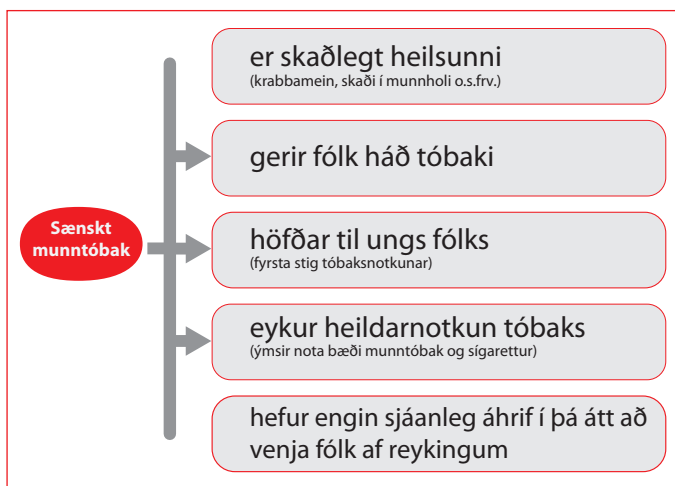 er skaðlegt heilsunni
(krabbamein, skaði í munnholi o.s.frv.)
gerir fólk háð tóbaki
Sænskt
munntóbak
höfðar til ungs fólks
(fyrsta stig tóbaksnotkunar)
eykur heildarnotkun tóbaks
(ýmsir nota bæði munntóbak og sígarettur)
hefur engin sjáanleg áhrif í þá átt að
venja fólk af reykingum